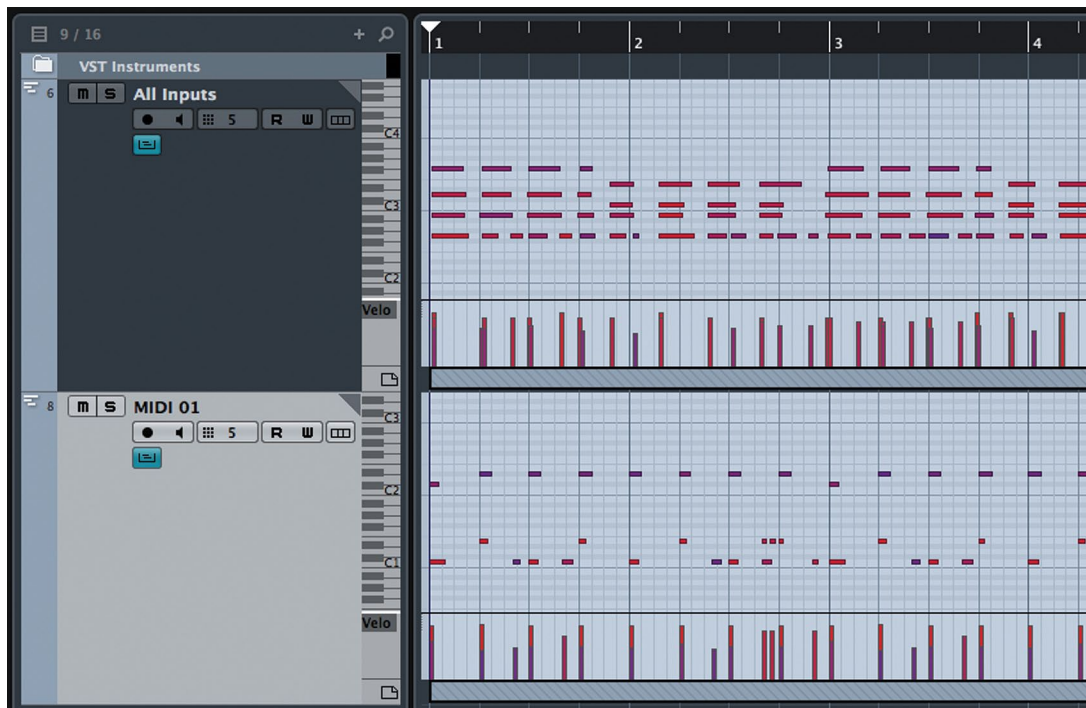 9 / 16 +
1 2 3 4
VST Instruments
6 m S All Inputs
5 R W
C4
C3
C2
Velo
8 m S MIDI 01
5 R W
C3
C2
C1
Velo